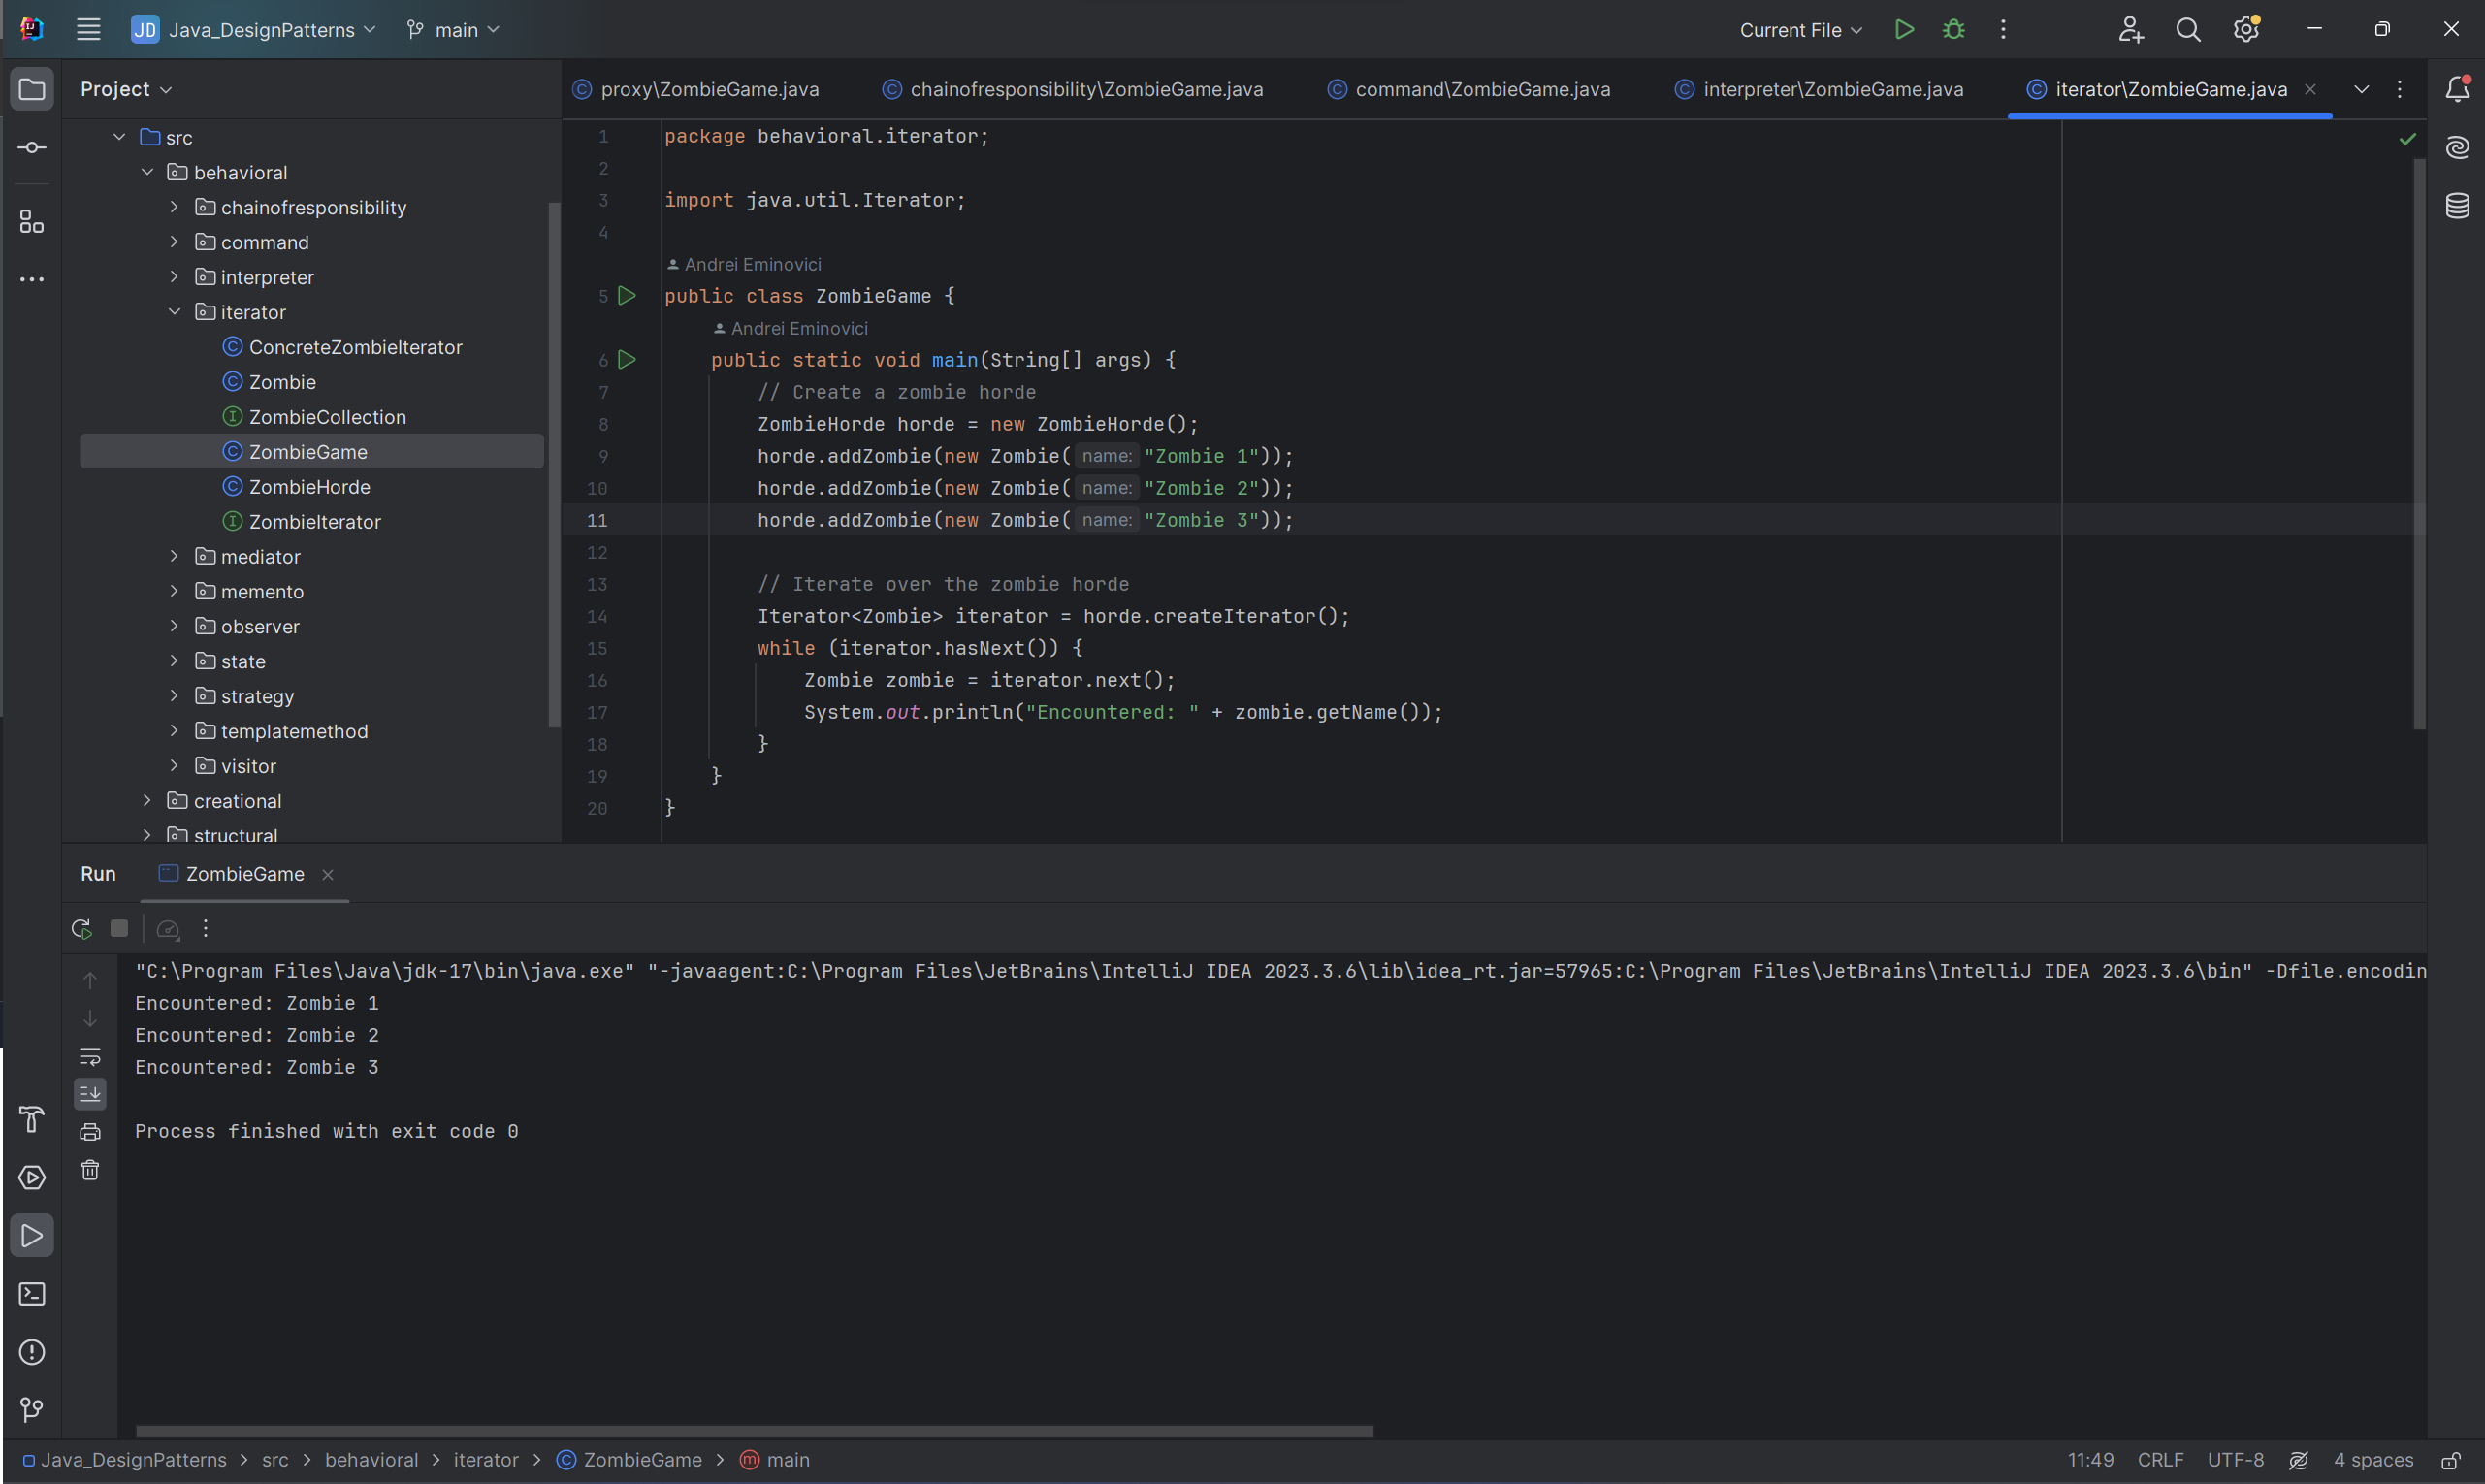 JD Java_DesignPatterns main Current File
Project
proxy\ZombieGame.java chainofresponsibility\ZombieGame.java command\ZombieGame.java interpreter\ZombieGame.java iterator\ZombieGame.java
src
behavioral
chainofresponsibility
command
interpreter
iterator
ConcreteZombieIterator
Zombie
ZombieCollection
ZombieGame
ZombieHorde
ZombieIterator
mediator
memento
observer
state
strategy
templatemethod
visitor
creational
structural
1 package behavioral.iterator;
2
3 import java.util.Iterator;
4
Andrei Eminovici
5 public class ZombieGame {
Andrei Eminovici
6 public static void main(String[] args) {
7 // Create a zombie horde
8 ZombieHorde horde = new ZombieHorde();
9 horde.addZombie(new Zombie( name: "Zombie 1"));
10 horde.addZombie(new Zombie( name: "Zombie 2"));
11 horde.addZombie(new Zombie( name: "Zombie 3"));
12
13 // Iterate over the zombie horde
14 Iterator<Zombie> iterator = horde.createIterator();
15 while (iterator.hasNext()) {
16 Zombie zombie = iterator.next();
17 System.out.println("Encountered: " + zombie.getName());
18 }
19 }
20 }
Run ZombieGame
"C:\Program Files\Java\jdk-17\bin\java.exe" "-javaagent:C:\Program Files\JetBrains\IntelliJ IDEA 2023.3.6\lib\idea_rt.jar=57965:C:\Program Files\JetBrains\IntelliJ IDEA 2023.3.6\bin" -Dfile.encodin
Encountered: Zombie 1
Encountered: Zombie 2
Encountered: Zombie 3
Process finished with exit code 0
Java_DesignPatterns > src > behavioral > iterator > ZombieGame > main 11:49 CRLF UTF-8 4 spaces